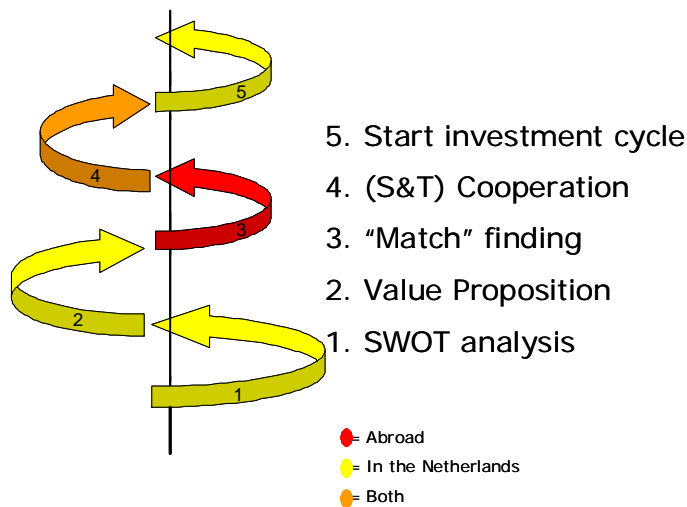 5
4
3
2
1
5. Start investment cycle
4. (S&T) Cooperation
3. “Match” finding
2. Value Proposition
1. SWOT analysis
= Abroad
= In the Netherlands
= Both